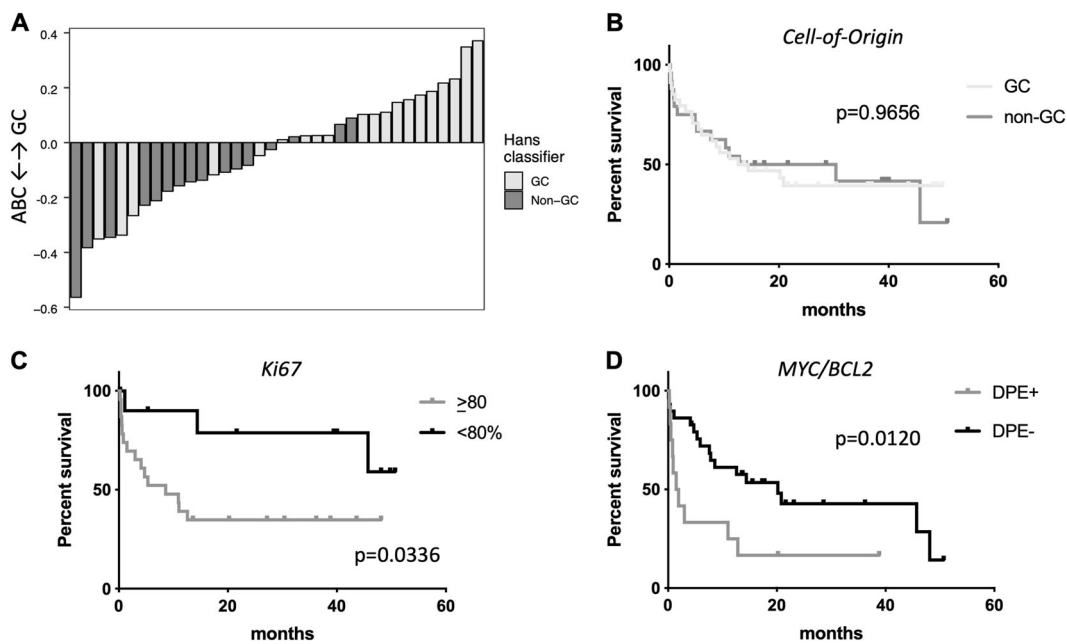 A
0.4
0.2
0.0
−0.2
−0.4
−0.6
ABC ←→ GC
Hans
classifier
GC
Non−GC
B
Cell-of-Origin
100
50
0
Percent survival
p=0.9656
GC
non-GC
0
20
40
60
months
C
Ki67
100
50
0
Percent survival
≥80
<80%
p=0.0336
0
20
40
60
months
D
MYC/BCL2
100
50
0
Percent survival
DPE+
DPE-
p=0.0120
0
20
40
60
months